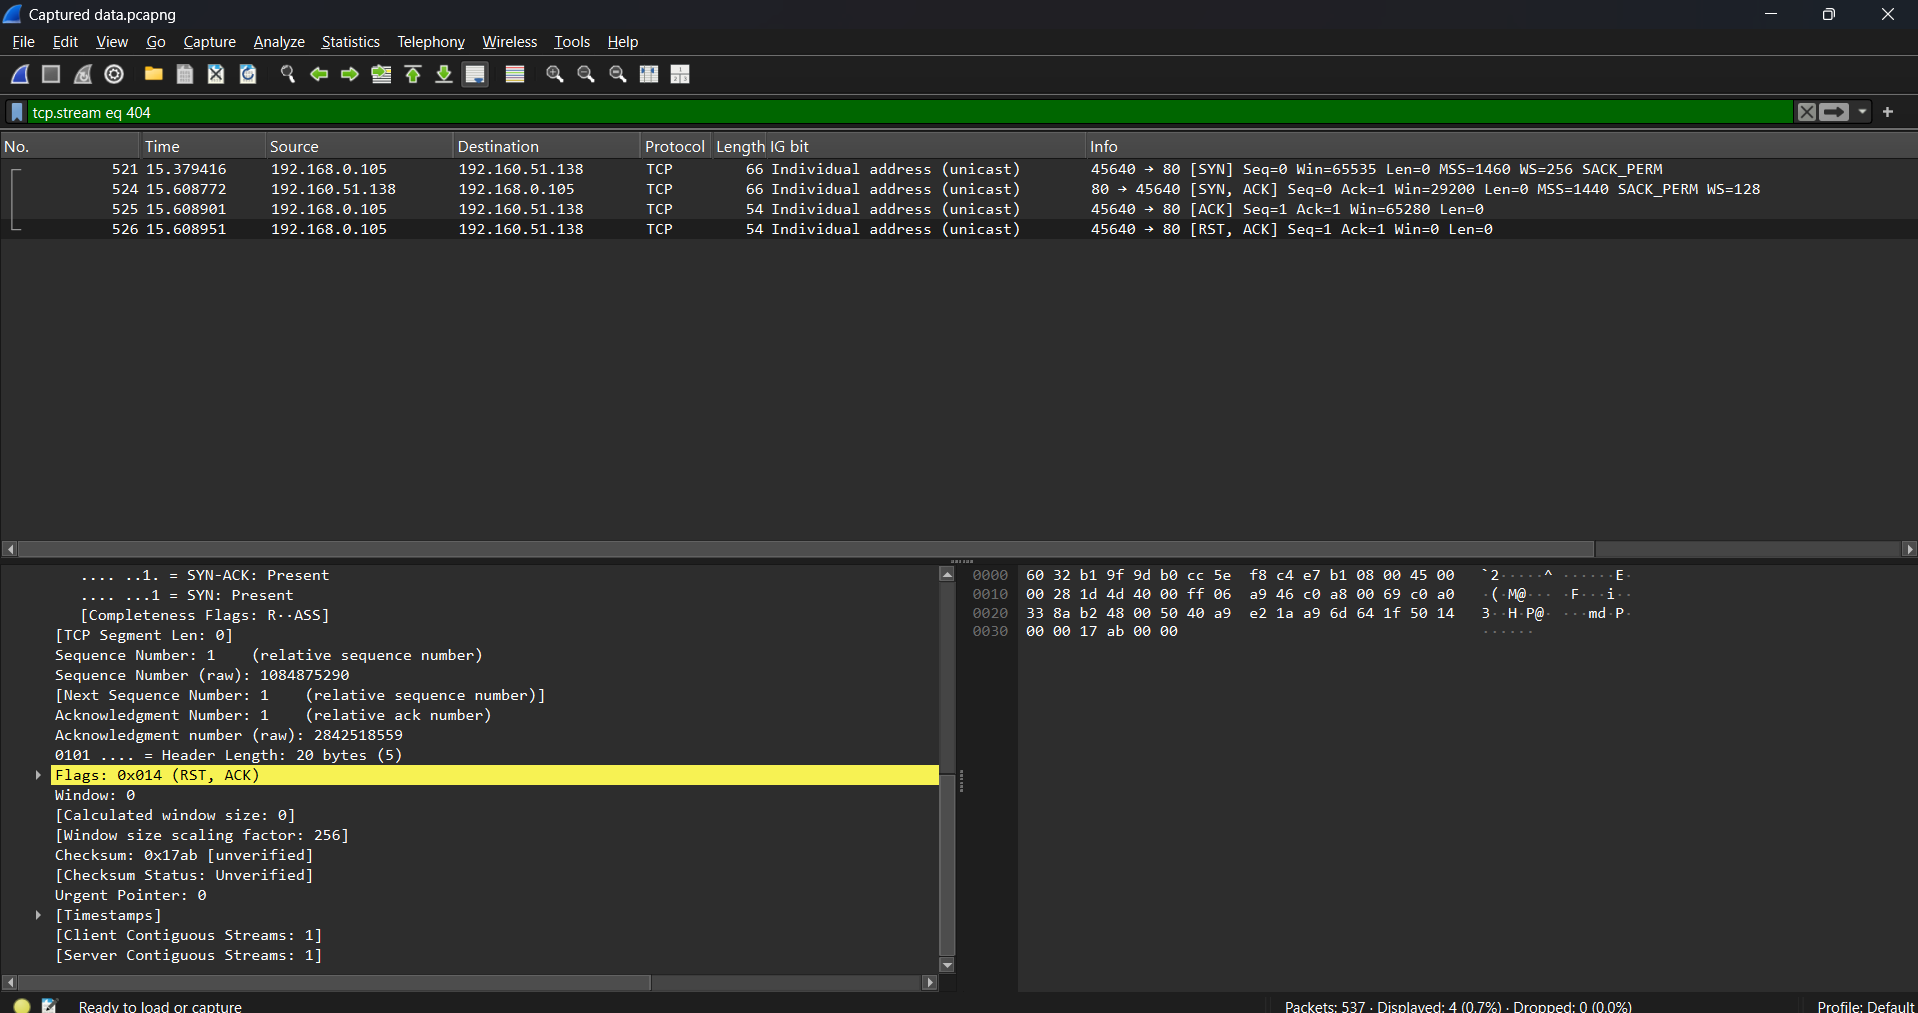 Captured data.pcapng
File Edit View Go Capture Analyze Statistics Telephony Wireless Tools Help
tcp.stream eq 404
No. Time Source Destination Protocol Length IG bit Info
521 15.379416 192.168.0.105 192.160.51.138 TCP 66 Individual address (unicast) 45640 → 80 [SYN] Seq=0 Win=65535 Len=0 MSS=1460 WS=256 SACK_PERM
524 15.608772 192.160.51.138 192.168.0.105 TCP 66 Individual address (unicast) 80 → 45640 [SYN, ACK] Seq=0 Ack=1 Win=29200 Len=0 MSS=1440 SACK_PERM WS=128
525 15.608901 192.168.0.105 192.160.51.138 TCP 54 Individual address (unicast) 45640 → 80 [ACK] Seq=1 Ack=1 Win=65280 Len=0
526 15.608951 192.168.0.105 192.160.51.138 TCP 54 Individual address (unicast) 45640 → 80 [RST, ACK] Seq=1 Ack=1 Win=0 Len=0
.... ..1. = SYN-ACK: Present
.... ...1 = SYN: Present
[Completeness Flags: R··ASS]
[TCP Segment Len: 0]
Sequence Number: 1 (relative sequence number)
Sequence Number (raw): 1084875290
[Next Sequence Number: 1 (relative sequence number)]
Acknowledgment Number: 1 (relative ack number)
Acknowledgment number (raw): 2842518559
0101 .... = Header Length: 20 bytes (5)
Flags: 0x014 (RST, ACK)
Window: 0
[Calculated window size: 0]
[Window size scaling factor: 256]
Checksum: 0x17ab [unverified]
[Checksum Status: Unverified]
Urgent Pointer: 0
[Timestamps]
[Client Contiguous Streams: 1]
[Server Contiguous Streams: 1]
0000 60 32 b1 9f 9d b0 cc 5e f8 c4 e7 b1 08 00 45 00 `2·····^ ······E·
0010 00 28 1d 4d 40 00 ff 06 a9 46 c0 a8 00 69 c0 a0 ·(·M@··· ·F···i··
0020 33 8a b2 48 00 50 40 a9 e2 1a a9 6d 64 1f 50 14 3··H·P@· ···md·P·
0030 00 00 17 ab 00 00 ······
Ready to load or capture
Packets: 537 · Displayed: 4 (0.7%) · Dropped: 0 (0.0%)
Profile: Default